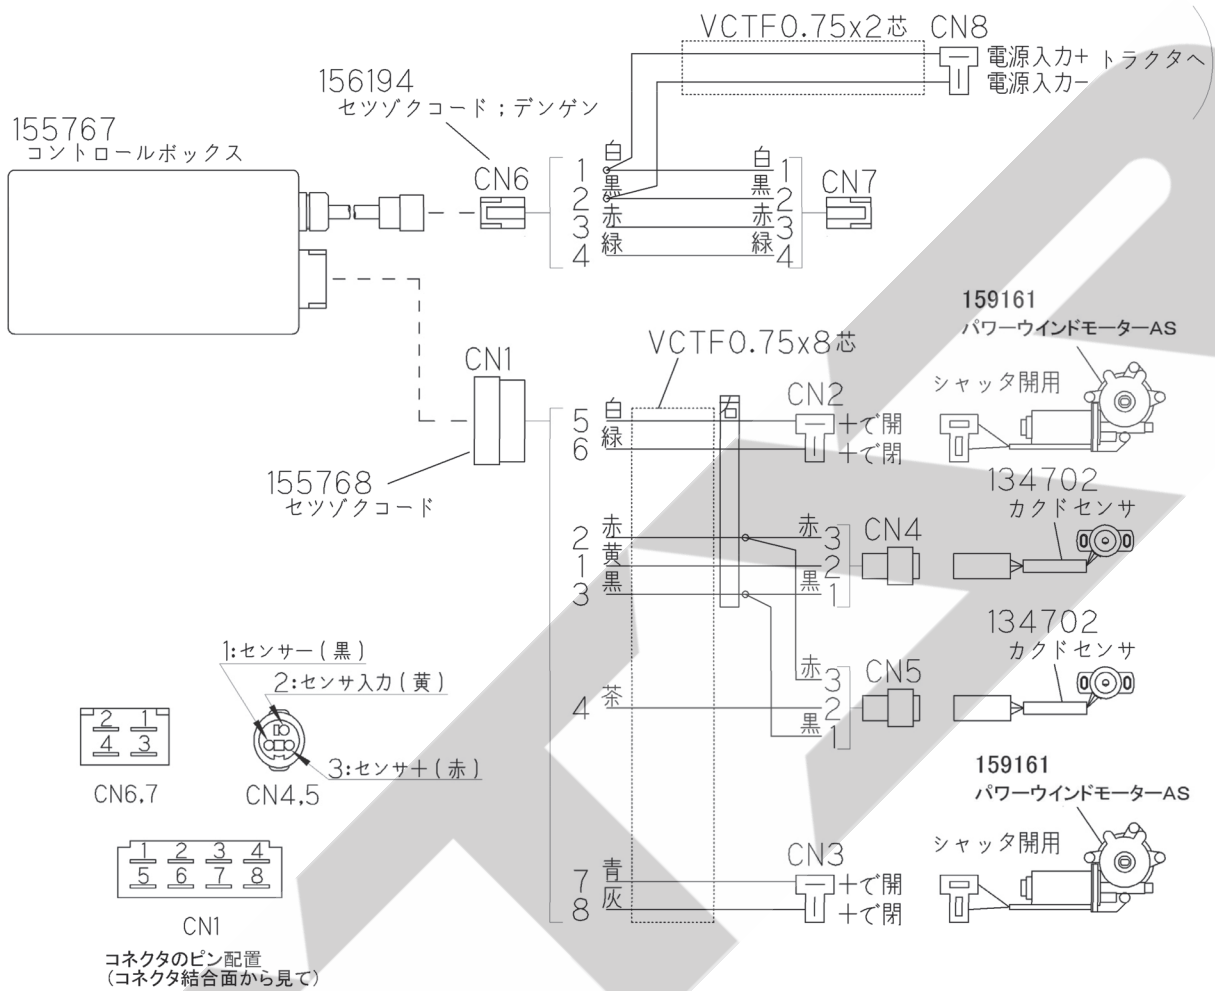 VCTF0.75x2芯 CN8
電源入力+ トラクタへ
電源入力-
156194
セツゾクコード;デンゲン
155767
コントロールボックス
CN6
1 白
2 黒
3 赤
4 緑
白 1
黒 2
赤 3
緑 4
CN7
159161
パワーウインドモーターAS
シャッタ開用
VCTF0.75x8芯
CN1
155768
セツゾクコード
5 白
6 緑
右
CN2
+で開
+で閉
134702
カクドセンサ
2 赤
1 黄
3 黒
赤 3
2
黒 1
CN4
134702
カクドセンサ
4 茶
赤 3
2
黒 1
CN5
159161
パワーウインドモーターAS
シャッタ開用
7 青
8 灰
CN3
+で開
+で閉
1:センサー(黒)
2:センサ入力(黄)
3:センサ+(赤)
2 1
4 3
CN6,7
CN4,5
1 2 3 4
5 6 7 8
CN1
コネクタのピン配置
(コネクタ結合面から見て)